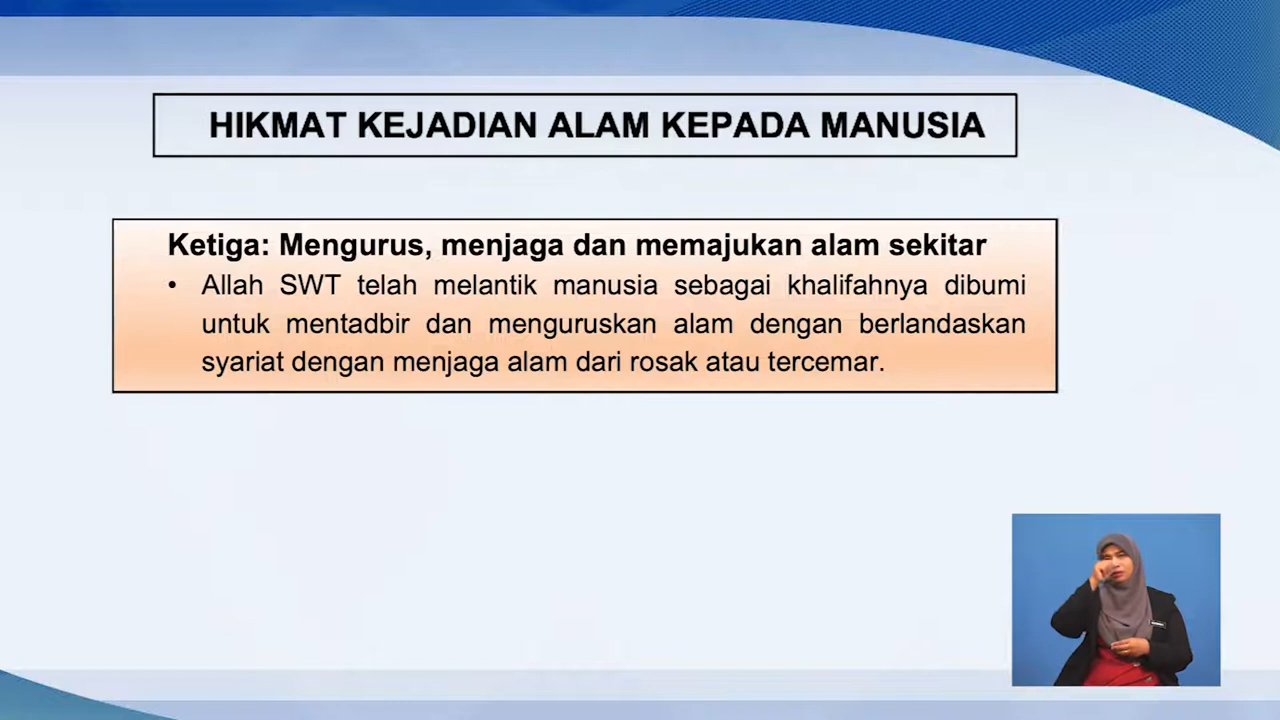 HIKMAT KEJADIAN ALAM KEPADA MANUSIA
Ketiga: Mengurus, menjaga dan memajukan alam sekitar
• Allah SWT telah melantik manusia sebagai khalifahnya dibumi
untuk mentadbir dan menguruskan alam dengan berlandaskan
syariat dengan menjaga alam dari rosak atau tercemar.